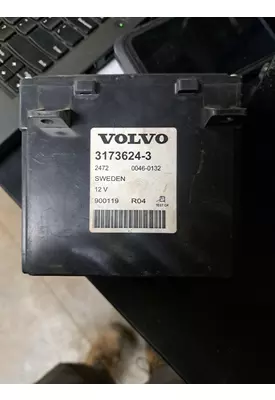 VOLVO
3173624-3
2472 0046-0132
SWEDEN
12 V
900119 R04